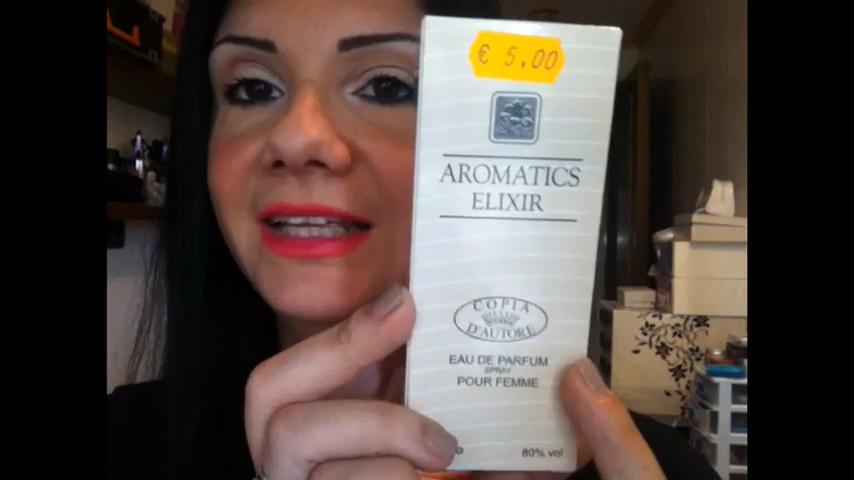 € 5.00
AROMATICS
ELIXIR
COPIA
D'AUTORE
EAU DE PARFUM
SPRAY
POUR FEMME
80% vol